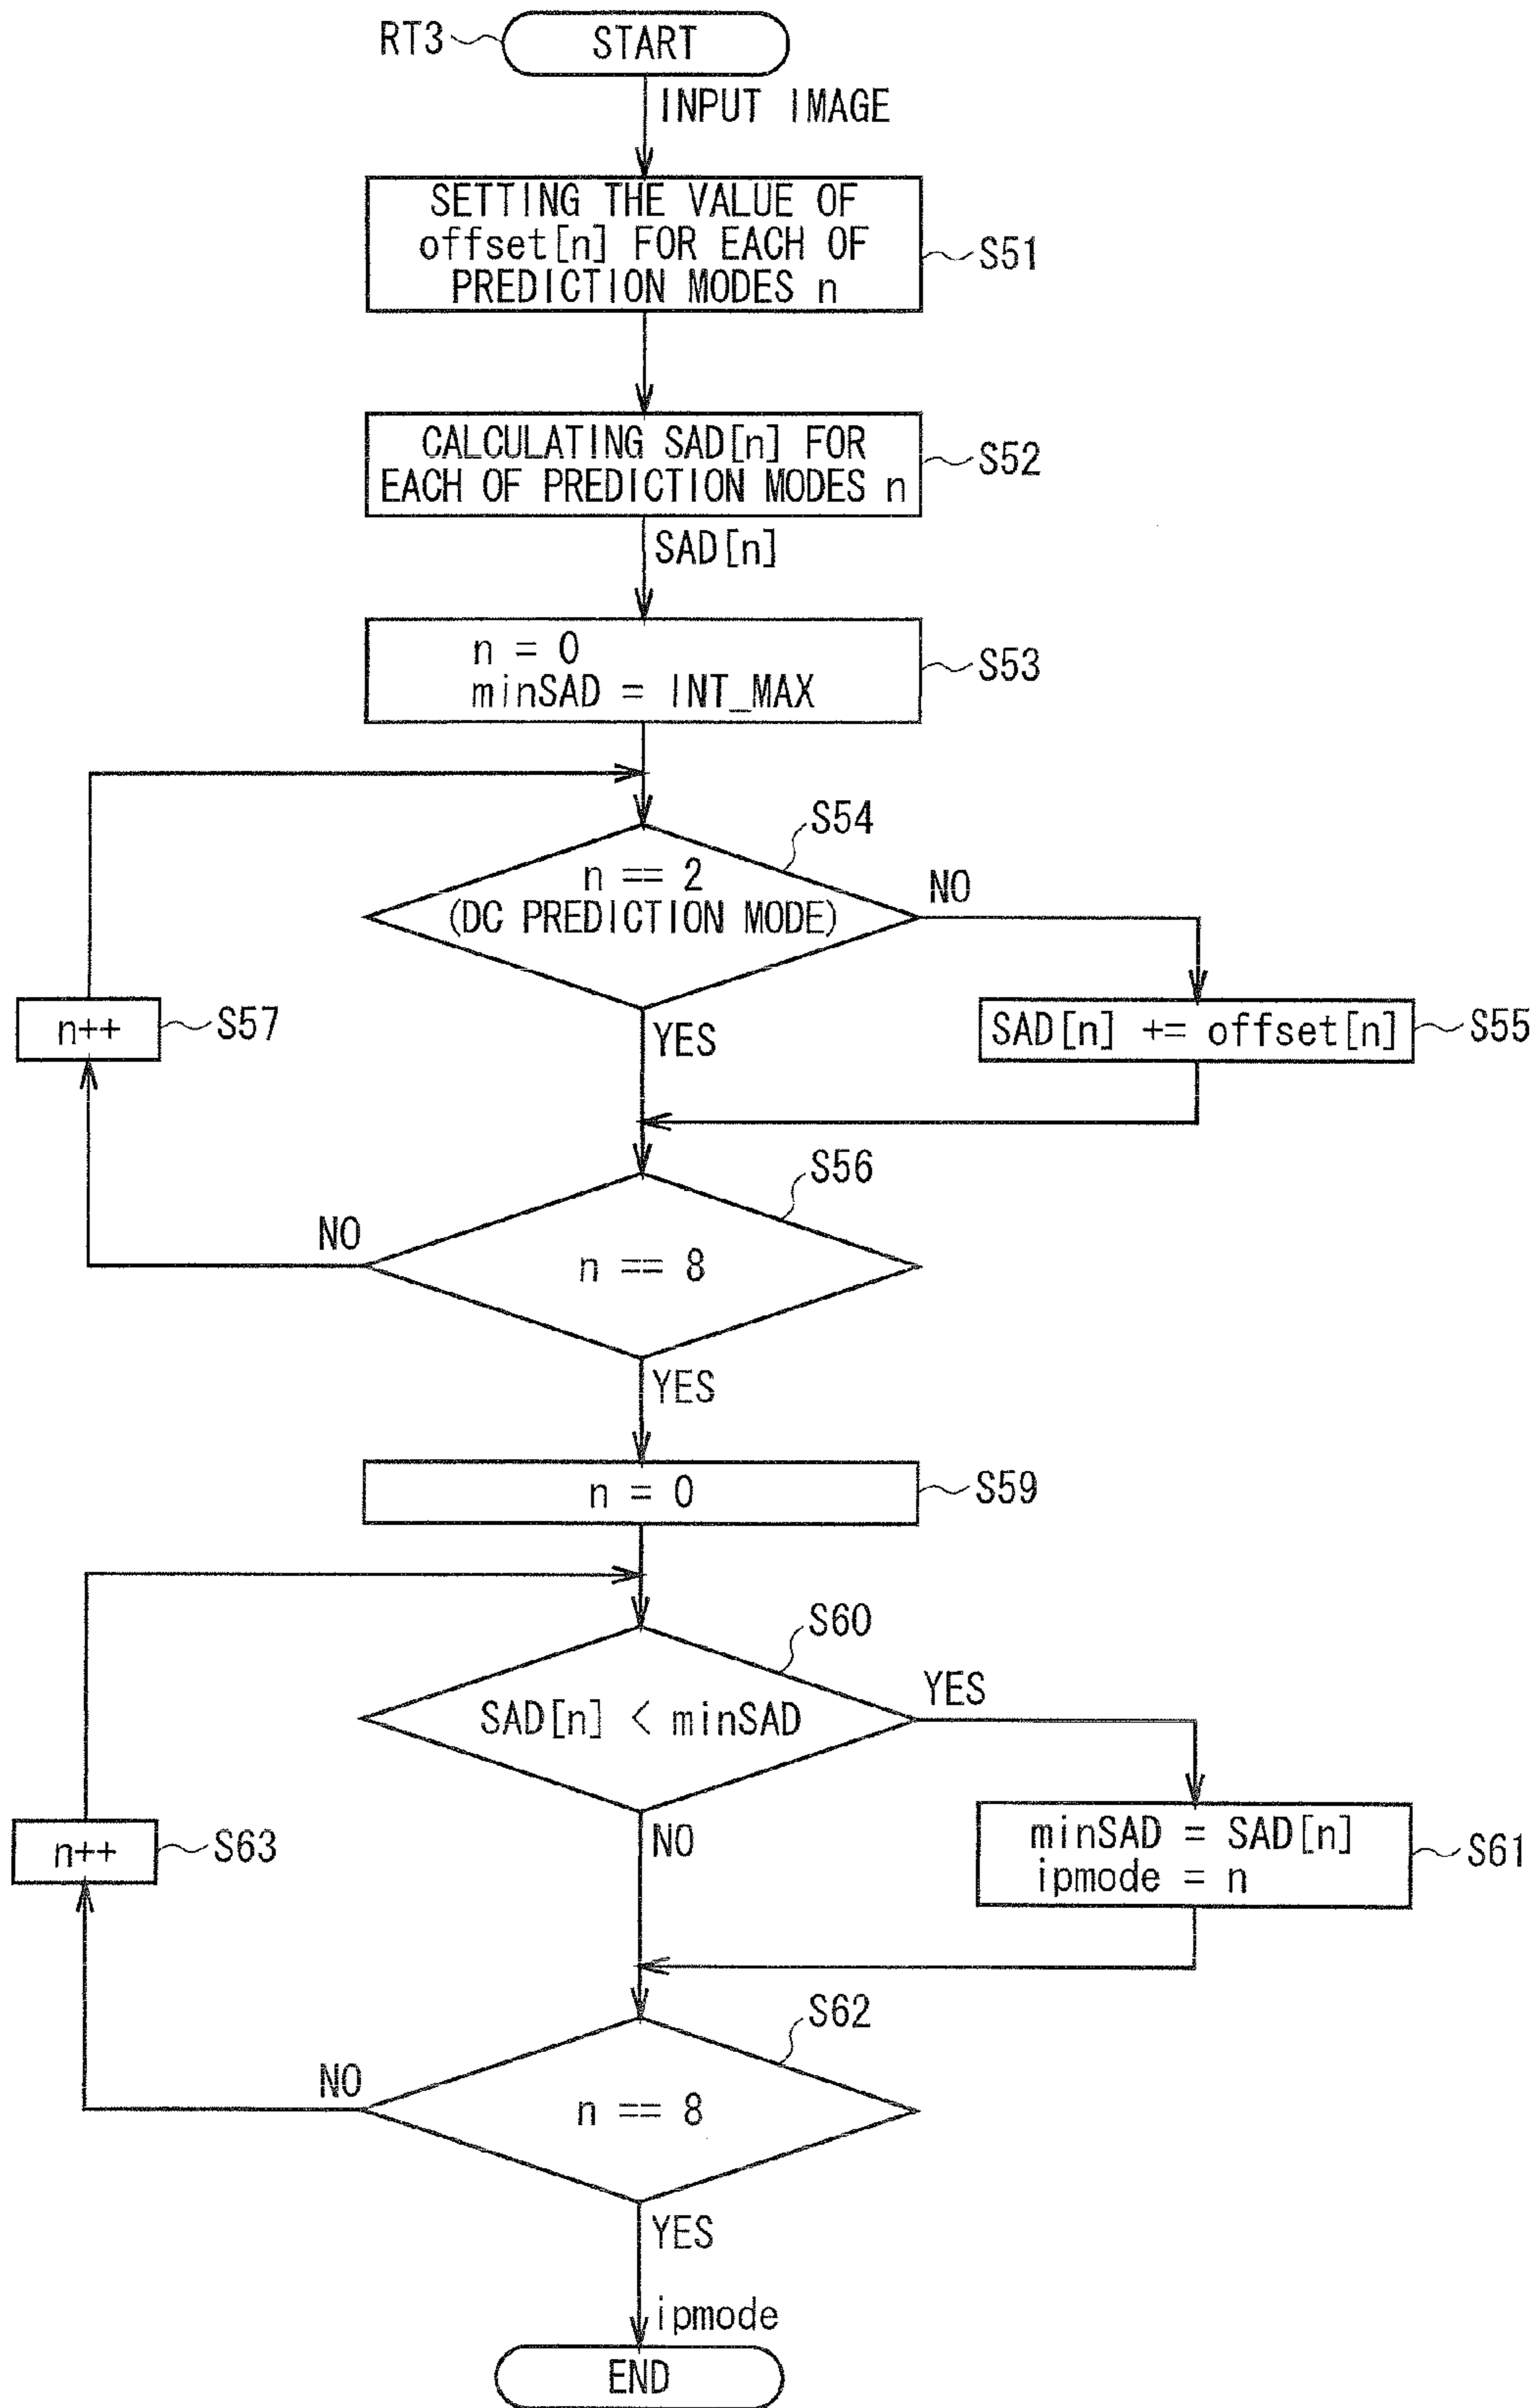 RT3
START
INPUT IMAGE
SETTING THE VALUE OF
offset[n] FOR EACH OF
PREDICTION MODES n
S51
CALCULATING SAD[n] FOR
EACH OF PREDICTION MODES n
S52
SAD[n]
n = 0
minSAD = INT_MAX
S53
S54
n == 2
(DC PREDICTION MODE)
NO
n++
S57
YES
SAD[n] += offset[n]
S55
S56
NO
n == 8
YES
n = 0
S59
S60
SAD[n] < minSAD
YES
n++
S63
NO
minSAD = SAD[n]
ipmode = n
S61
S62
NO
n == 8
YES
ipmode
END